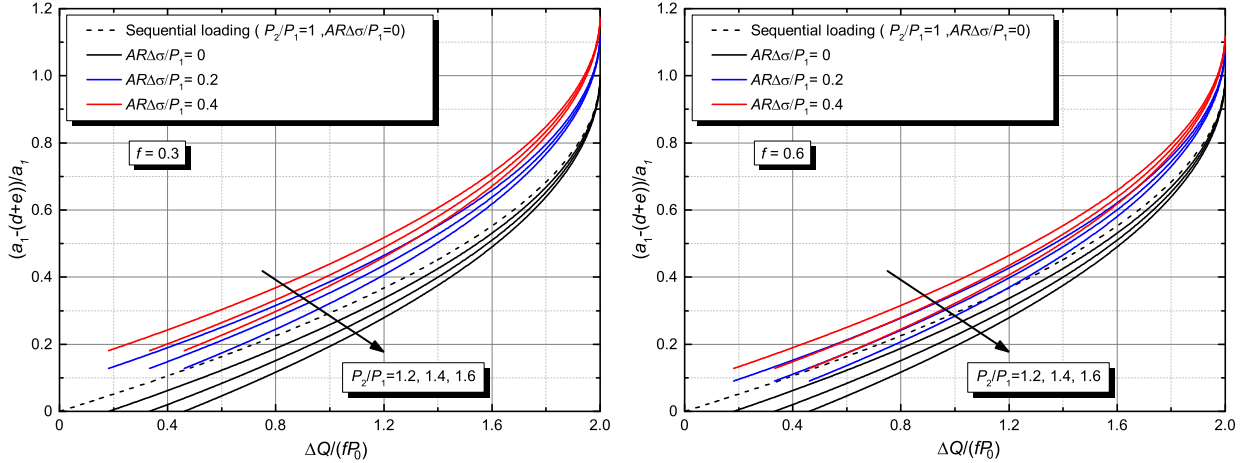 Sequential loading ( P₂/P₁=1 ,ARΔσ/P₁=0)
ARΔσ/P₁= 0
ARΔσ/P₁= 0.2
ARΔσ/P₁= 0.4
f = 0.3
P₂/P₁=1.2, 1.4, 1.6
1.2
1.0
0.8
0.6
0.4
0.2
0
(a₁-(d+e))/a₁
0 0.4 0.8 1.2 1.6 2.0
ΔQ/(fP₀)
Sequential loading ( P₂/P₁=1 ,ARΔσ/P₁=0)
ARΔσ/P₁= 0
ARΔσ/P₁= 0.2
ARΔσ/P₁= 0.4
f = 0.6
P₂/P₁=1.2, 1.4, 1.6
1.2
1.0
0.8
0.6
0.4
0.2
0
(a₁-(d+e))/a₁
0 0.4 0.8 1.2 1.6 2.0
ΔQ/(fP₀)